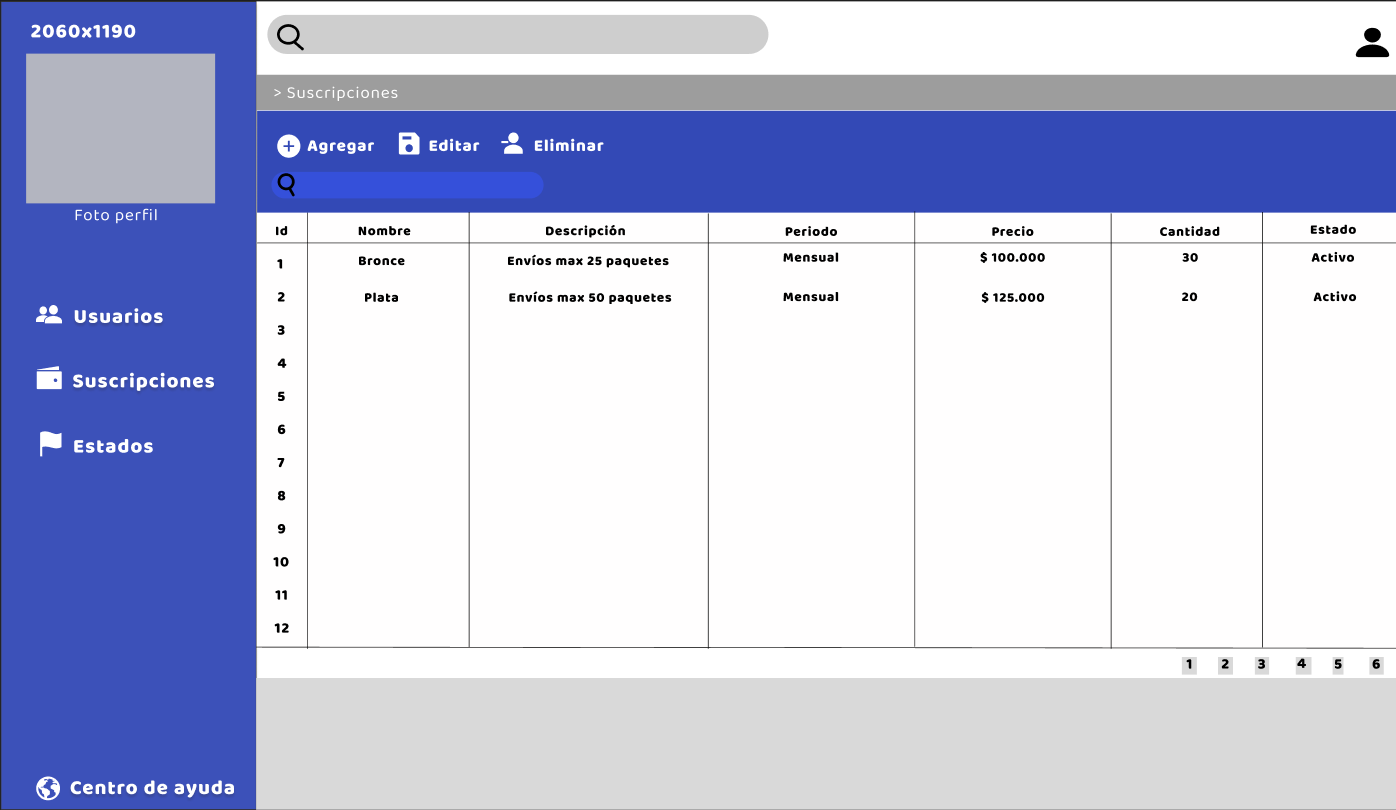 2060x1190
Foto perfil
Usuarios
Suscripciones
Estados
Centro de ayuda
> Suscripciones
Agregar Editar Eliminar
Id Nombre Descripción Periodo Precio Cantidad Estado
1 Bronce Envíos max 25 paquetes Mensual $ 100.000 30 Activo
2 Plata Envíos max 50 paquetes Mensual $ 125.000 20 Activo
3
4
5
6
7
8
9
10
11
12
1 2 3 4 5 6